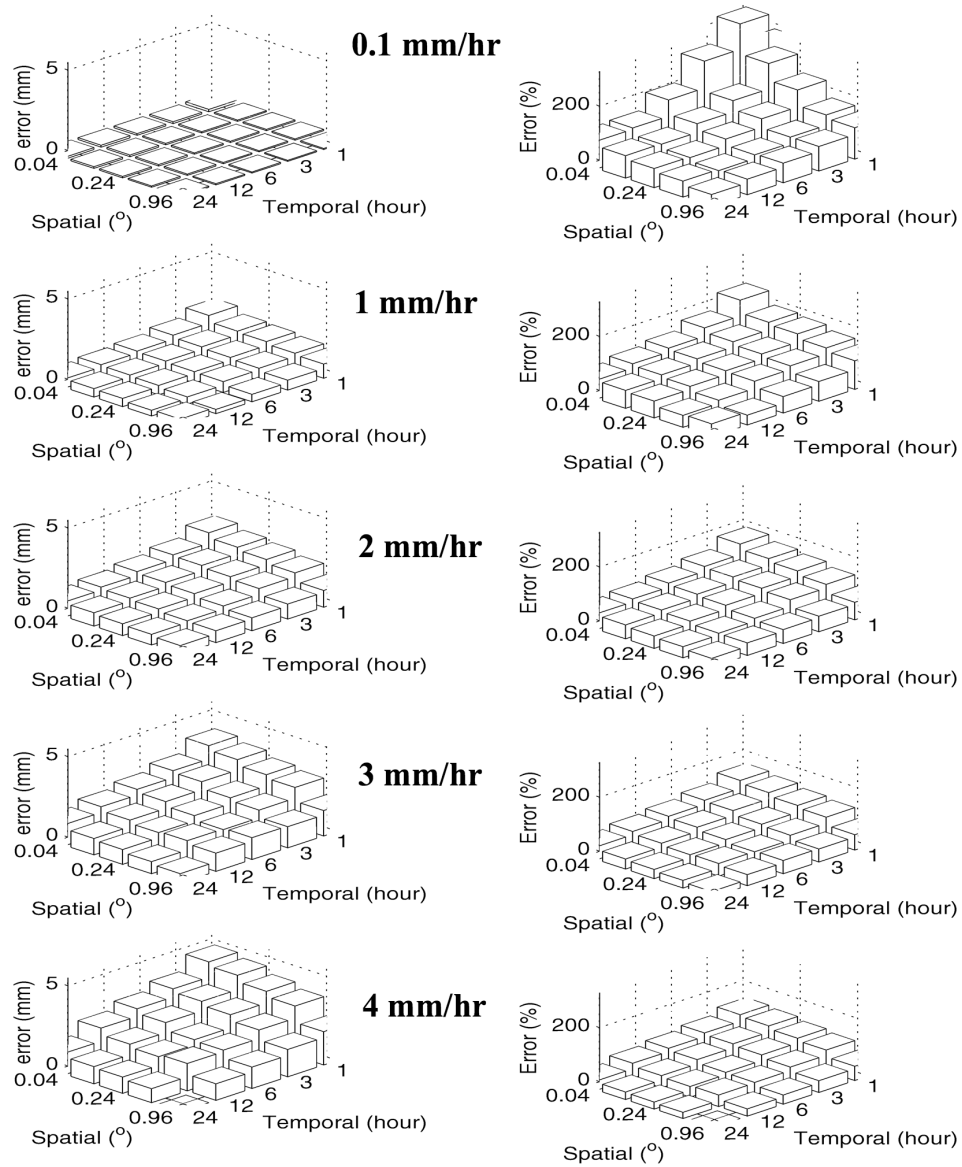 0.1 mm/hr
error (mm)
5
0
0.04
0.24
0.96
24
12
6
3
1
Spatial (o)
Temporal (hour)
Error (%)
200
0
0.04
0.24
0.96
24
12
6
3
1
Spatial (o)
Temporal (hour)
1 mm/hr
error (mm)
5
0
0.04
0.24
0.96
24
12
6
3
1
Spatial (o)
Temporal (hour)
Error (%)
200
0
0.04
0.24
0.96
24
12
6
3
1
Spatial (o)
Temporal (hour)
2 mm/hr
error (mm)
5
0
0.04
0.24
0.96
24
12
6
3
1
Spatial (o)
Temporal (hour)
Error (%)
200
0
0.04
0.24
0.96
24
12
6
3
1
Spatial (o)
Temporal (hour)
3 mm/hr
error (mm)
5
0
0.04
0.24
0.96
24
12
6
3
1
Spatial (o)
Temporal (hour)
Error (%)
200
0
0.04
0.24
0.96
24
12
6
3
1
Spatial (o)
Temporal (hour)
4 mm/hr
error (mm)
5
0
0.04
0.24
0.96
24
12
6
3
1
Spatial (o)
Temporal (hour)
Error (%)
200
0
0.04
0.24
0.96
24
12
6
3
1
Spatial (o)
Temporal (hour)